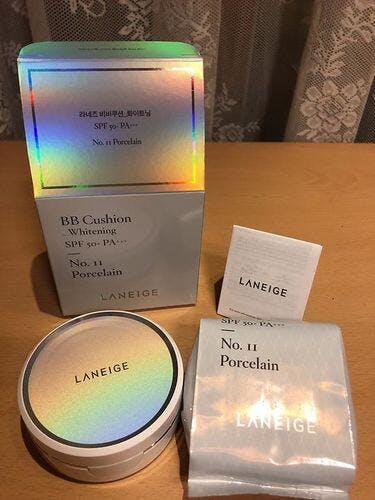 라네즈 비비쿠션_화이트닝
SPF 50+ PA+++
No. 11 Porcelain
BB Cushion
_Whitening
SPF 50+ PA+++
No. 11
Porcelain
LANEIGE
LANEIGE
LANEIGE
SPF 50+ PA+++
No. 11
Porcelain
LANEIGE